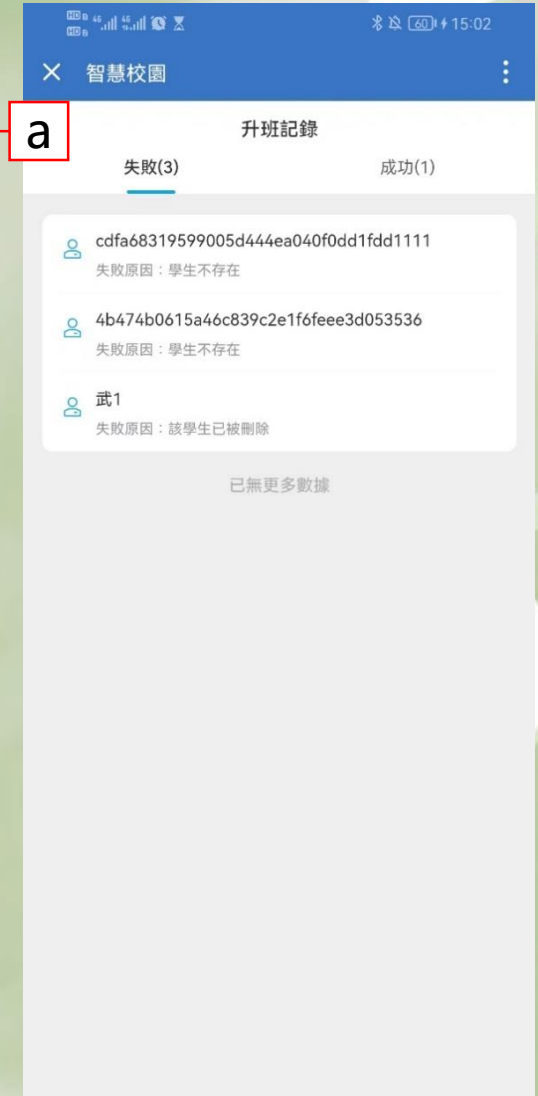 15:02
60
智慧校園
a
升班記錄
失敗(3) 成功(1)
cdfa68319599005d444ea040f0dd1fdd1111
失敗原因：學生不存在
4b474b0615a46c839c2e1f6feee3d053536
失敗原因：學生不存在
武1
失敗原因：該學生已被刪除
已無更多數據